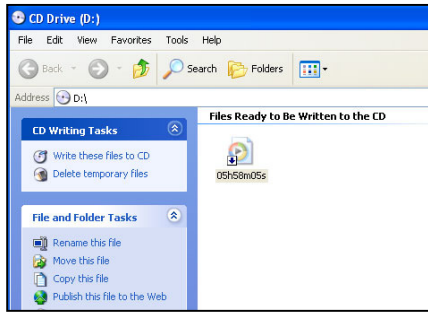 CD Drive (D:)
File Edit View Favorites Tools Help
Back Search Folders
Address D:\
CD Writing Tasks
Write these files to CD
Delete temporary files
File and Folder Tasks
Rename this file
Move this file
Copy this file
Publish this file to the Web
Files Ready to Be Written to the CD
05h58m05s